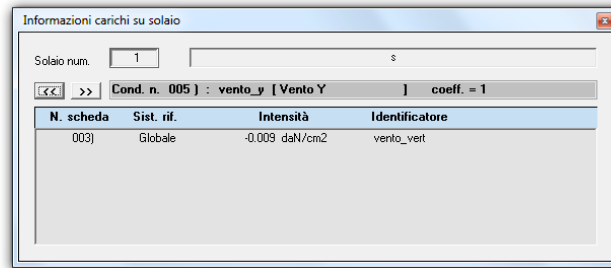 Informazioni carichi su solaio
Solaio num. 1 s
<< >> Cond. n. 005 ) : vento_y [ Vento Y ] coeff. = 1
N. scheda Sist. rif. Intensità Identificatore
003) Globale -0.009 daN/cm2 vento_vert